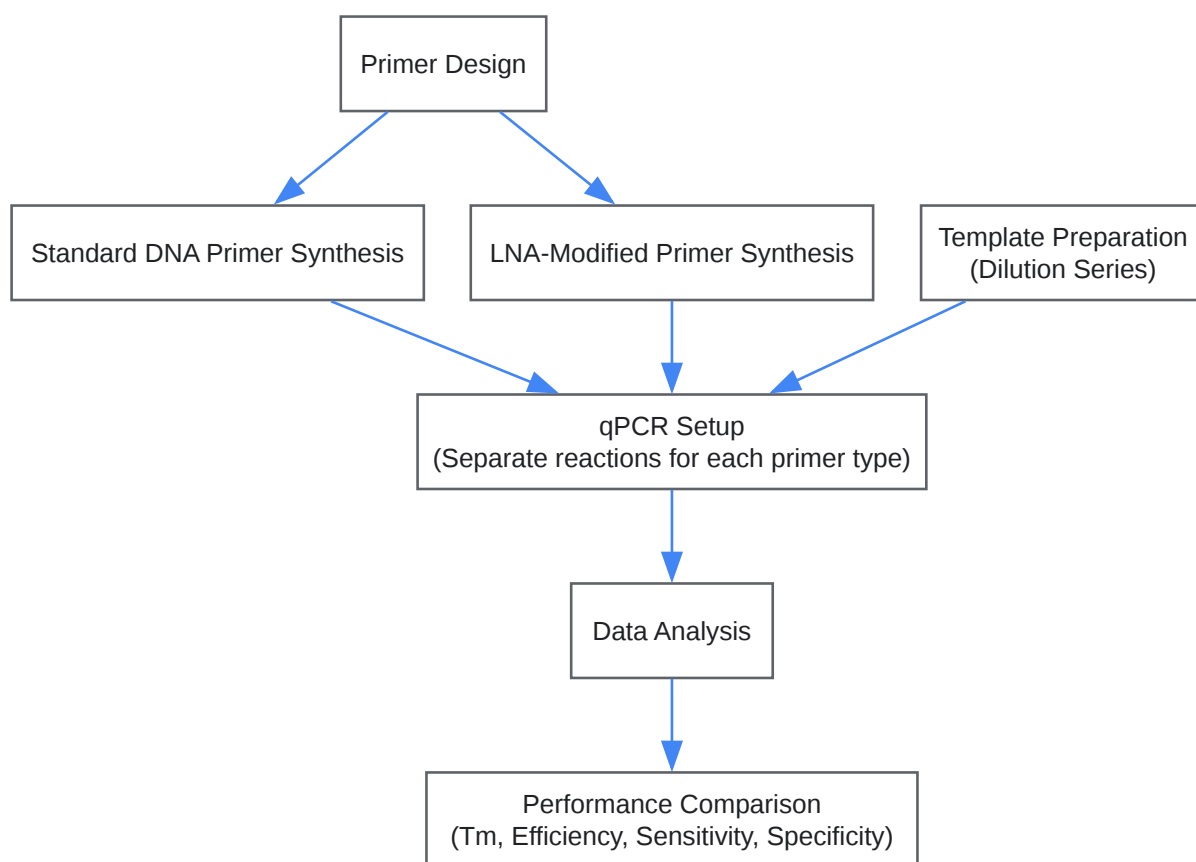 Primer Design
Standard DNA Primer Synthesis
LNA-Modified Primer Synthesis
Template Preparation
(Dilution Series)
qPCR Setup
(Separate reactions for each primer type)
Data Analysis
Performance Comparison
(Tm, Efficiency, Sensitivity, Specificity)